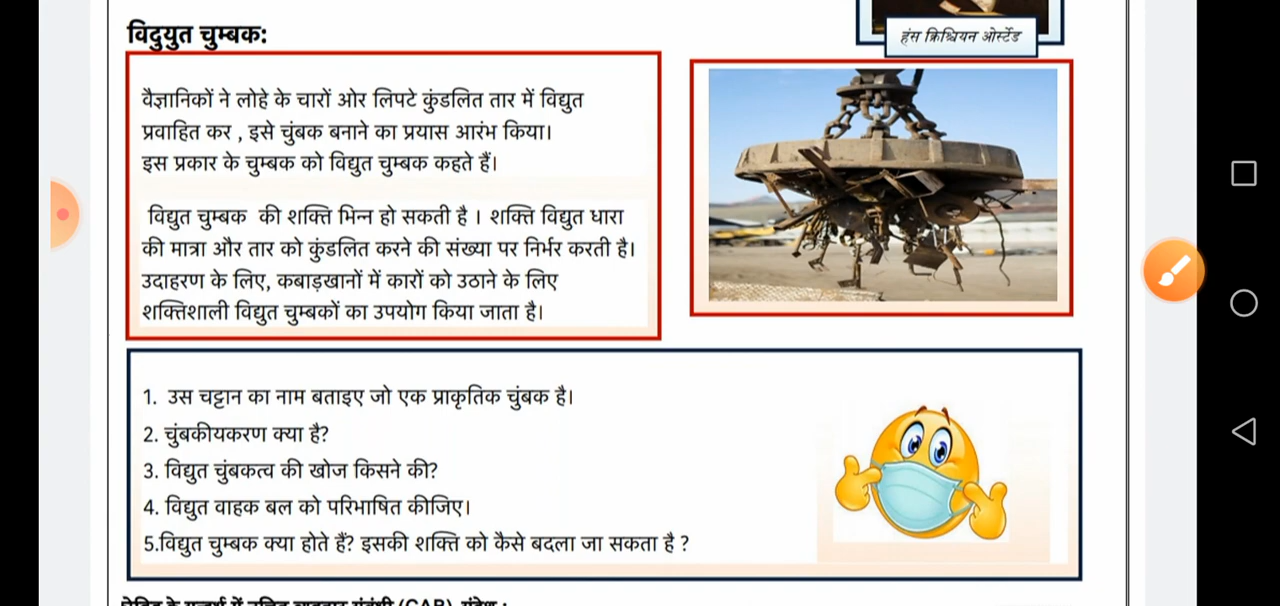 हंस क्रिश्चियन ओर्स्टेड
विदुयुत चुम्बक:
वैज्ञानिकों ने लोहे के चारों ओर लिपटे कुंडलित तार में विद्युत
प्रवाहित कर , इसे चुंबक बनाने का प्रयास आरंभ किया।
इस प्रकार के चुम्बक को विद्युत चुम्बक कहते हैं।
विद्युत चुम्बक की शक्ति भिन्न हो सकती है । शक्ति विद्युत धारा
की मात्रा और तार को कुंडलित करने की संख्या पर निर्भर करती है।
उदाहरण के लिए, कबाड़खानों में कारों को उठाने के लिए
शक्तिशाली विद्युत चुम्बकों का उपयोग किया जाता है।
1. उस चट्टान का नाम बताइए जो एक प्राकृतिक चुंबक है।
2. चुंबकीयकरण क्या है?
3. विद्युत चुंबकत्व की खोज किसने की?
4. विद्युत वाहक बल को परिभाषित कीजिए।
5.विद्युत चुम्बक क्या होते हैं? इसकी शक्ति को कैसे बदला जा सकता है ?
(CAB)